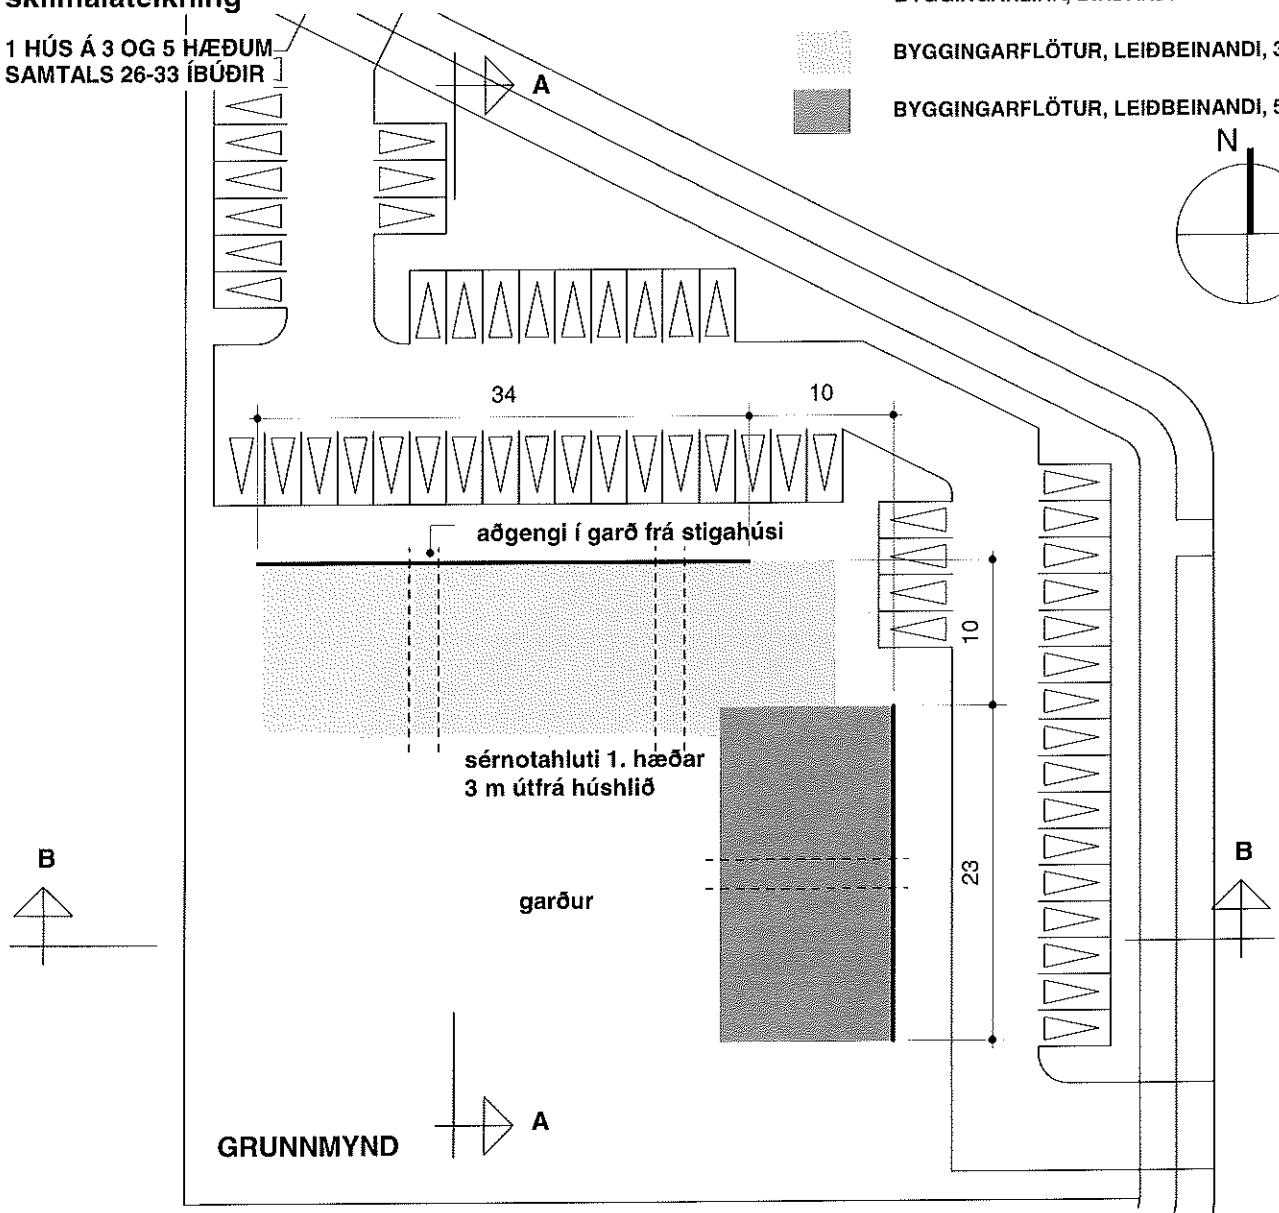 skilmálateikning
1 HÚS Á 3 OG 5 HÆÐUM
SAMTALS 26-33 ÍBÚÐIR
BYGGINGARFLÖTUR, LEIÐBEINANDI, 3
BYGGINGARFLÖTUR, LEIÐBEINANDI, 5
N
A
34
10
aðgengi í garð frá stigahúsi
10
sérnotahluti 1. hæðar
3 m útfrá húshlið
B
B
23
garður
A
GRUNNMYND